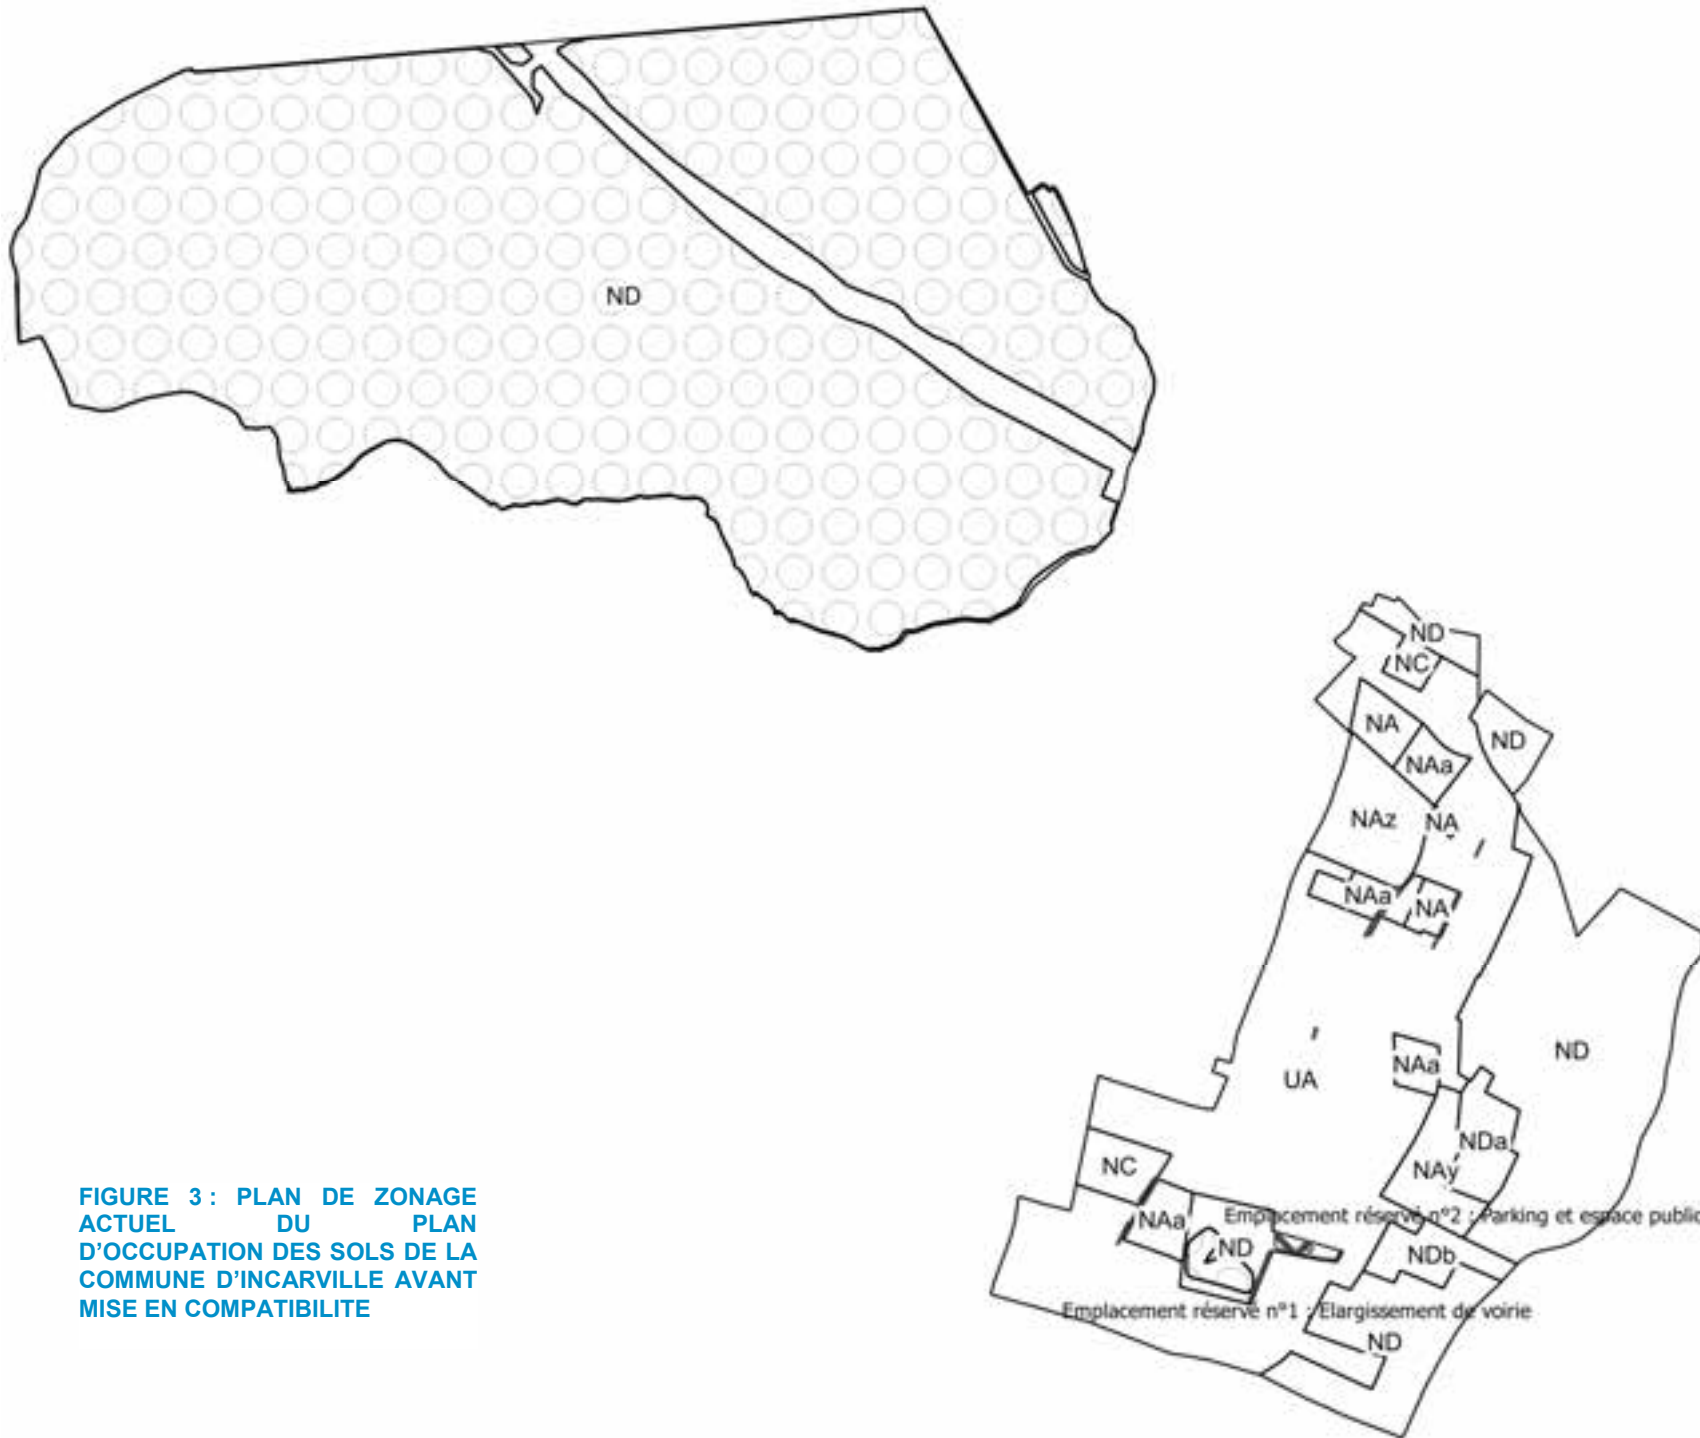 ND
ND
NC
NA
ND
NAa
NAz
NA
NAa
NA
ND
NAa
UA
NDa
NC
NAy
Emplacement réservé n°2 : Parking et espace public
NAa
ND
NDb
Emplacement réservé n°1 : Elargissement de voirie
ND
FIGURE 3 : PLAN DE ZONAGE
ACTUEL DU PLAN
D'OCCUPATION DES SOLS DE LA
COMMUNE D'INCARVILLE AVANT
MISE EN COMPATIBILITE